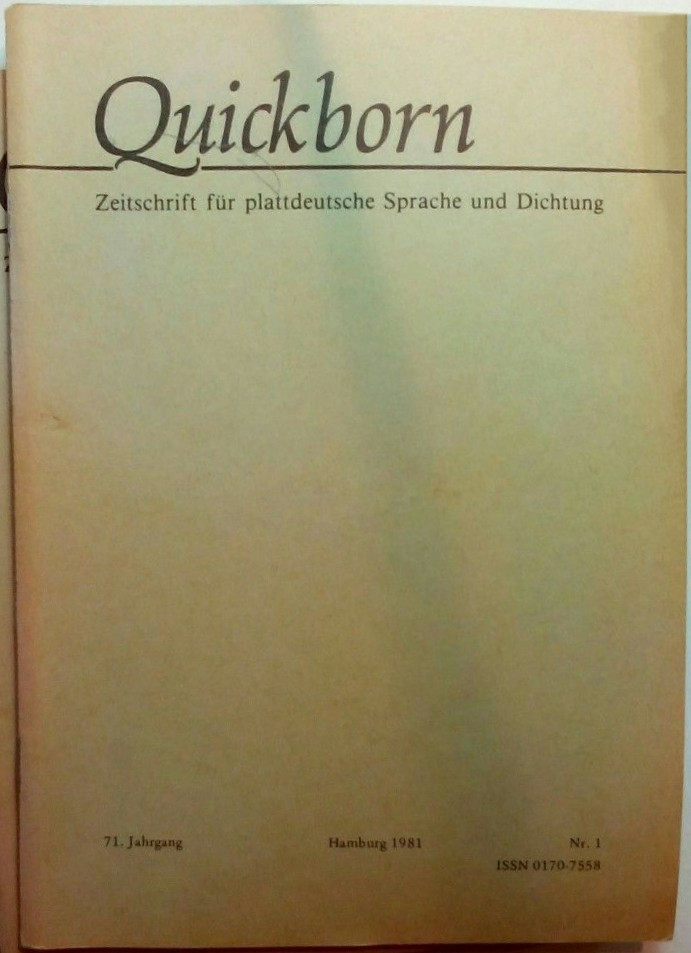 Quickborn
Zeitschrift für plattdeutsche Sprache und Dichtung
71. Jahrgang Hamburg 1981 Nr. 1
ISSN 0170-7558